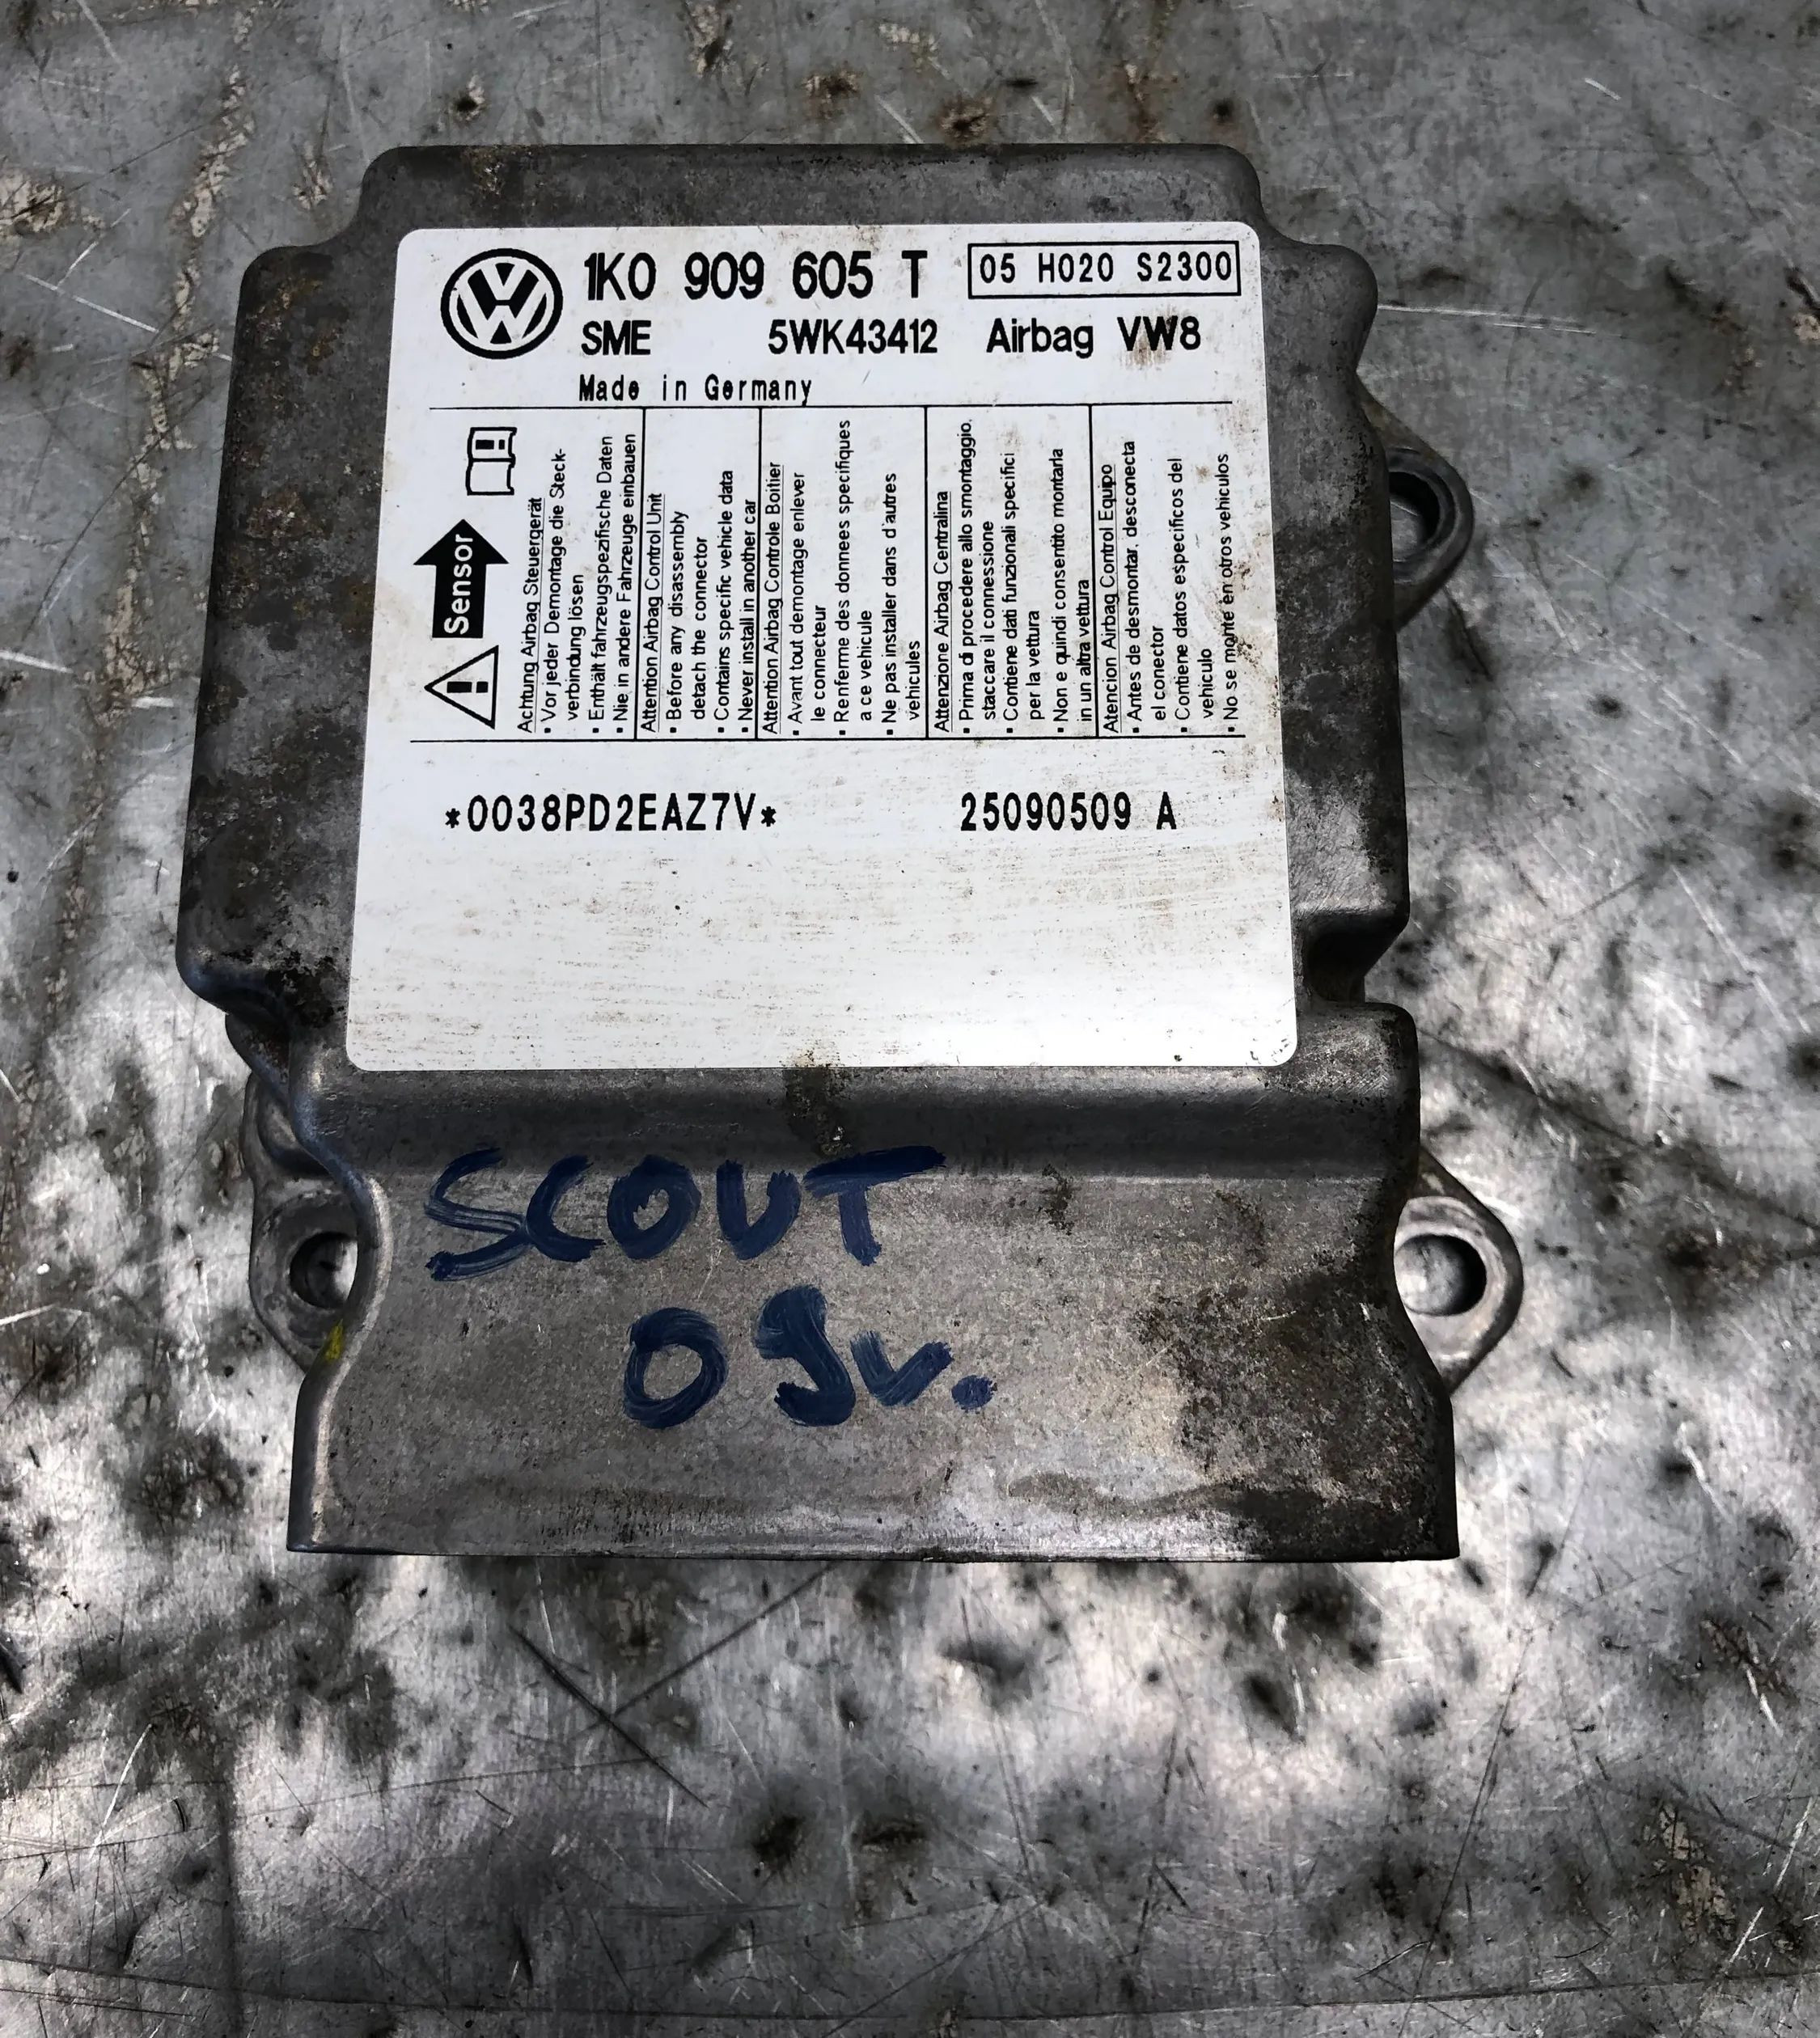 1K0 909 605 T 05 H020 S2300
SME 5WK43412 Airbag VW8
Made in Germany
Sensor
Achtung Airbag Steuergerät
• Vor jeder Demontage die Steck-
verbindung lösen
• Enthält fahrzeugspezifische Daten
• Nie in andere Fahrzeuge einbauen
Attention Airbag Control Unit
• Before any disassembly
detach the connector
• Contains specific vehicle data
• Never install in another car
Attention Airbag Controle Boitier
• Avant tout demontage enlever
le connecteur
• Renferme des donnees specifiques
a ce vehicule
• Ne pas installer dans d'autres
vehicules
Attenzione Airbag Centralina
• Prima di procedere allo smontaggio,
staccare il connessione
• Contiene dati funzionali specifici
per la vettura
• Non e quindi consentito montarla
in un altra vettura
Atencion Airbag Control Equipo
• Antes de desmontar, desconecta
el conector
• Contiene datos especificos del
vehiculo
• No se monte en otros vehiculos
*0038PD2EAZ7V* 25090509 A
SCOUT
09v.